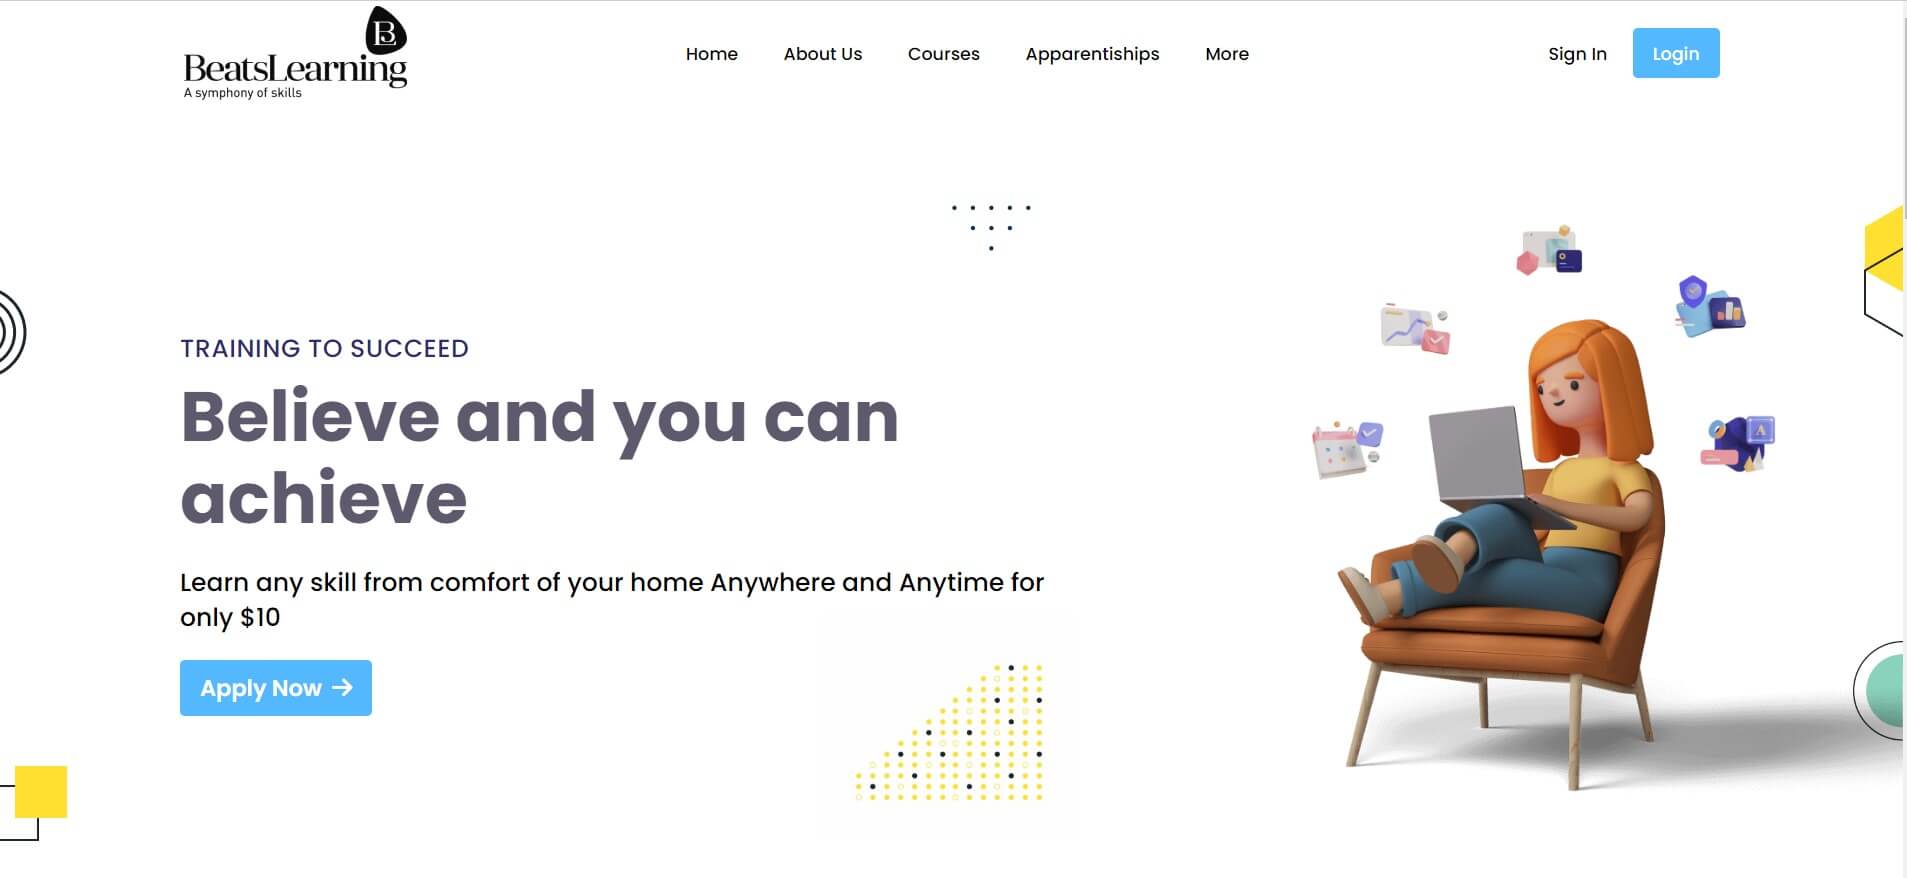 B
BeatsLearning
A symphony of skills
Home About Us Courses Apparentiships More Sign In Login
TRAINING TO SUCCEED
Believe and you can
achieve
Learn any skill from comfort of your home Anywhere and Anytime for
only $10
Apply Now →
A